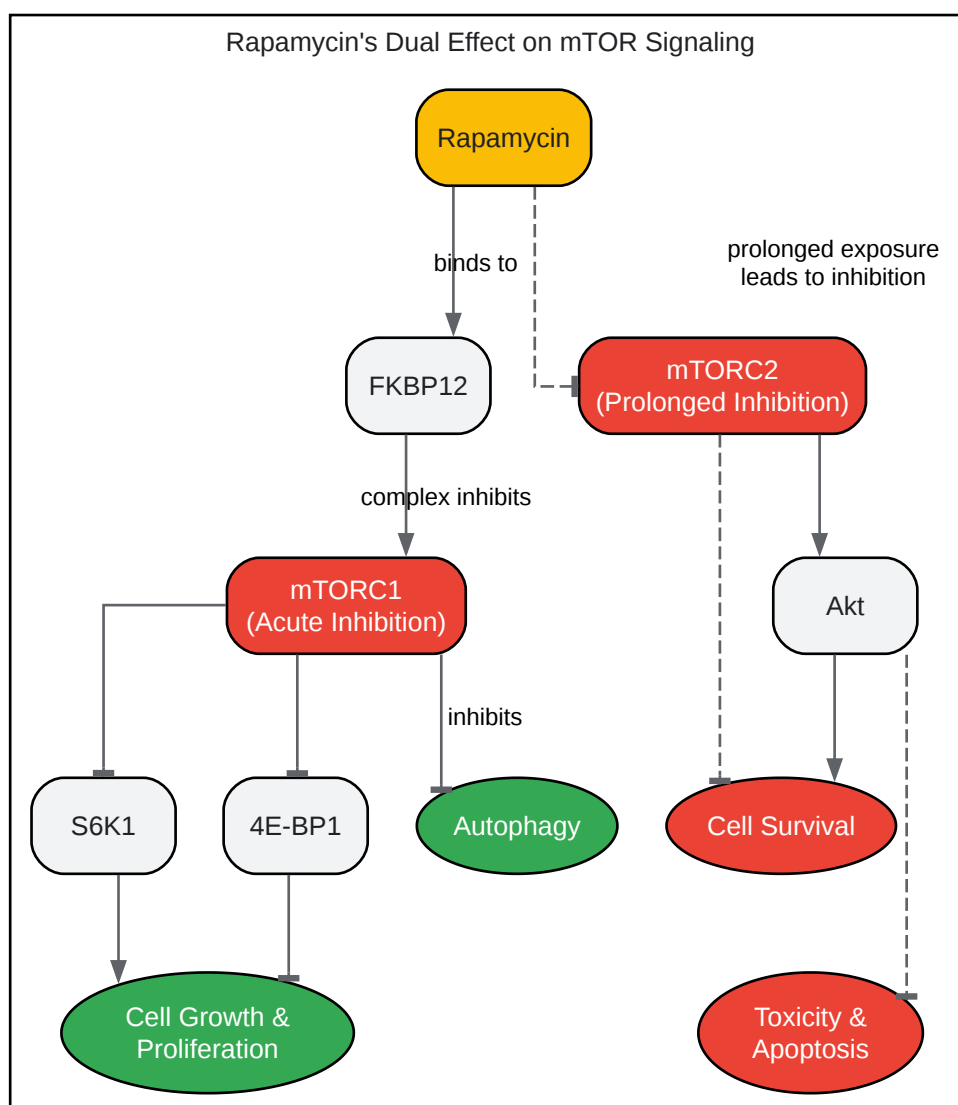 Rapamycin's Dual Effect on mTOR Signaling
Rapamycin
binds to
prolonged exposure
leads to inhibition
FKBP12
mTORC2
(Prolonged Inhibition)
complex inhibits
mTORC1
(Acute Inhibition)
Akt
inhibits
S6K1
4E-BP1
Autophagy
Cell Survival
Cell Growth &
Proliferation
Toxicity &
Apoptosis